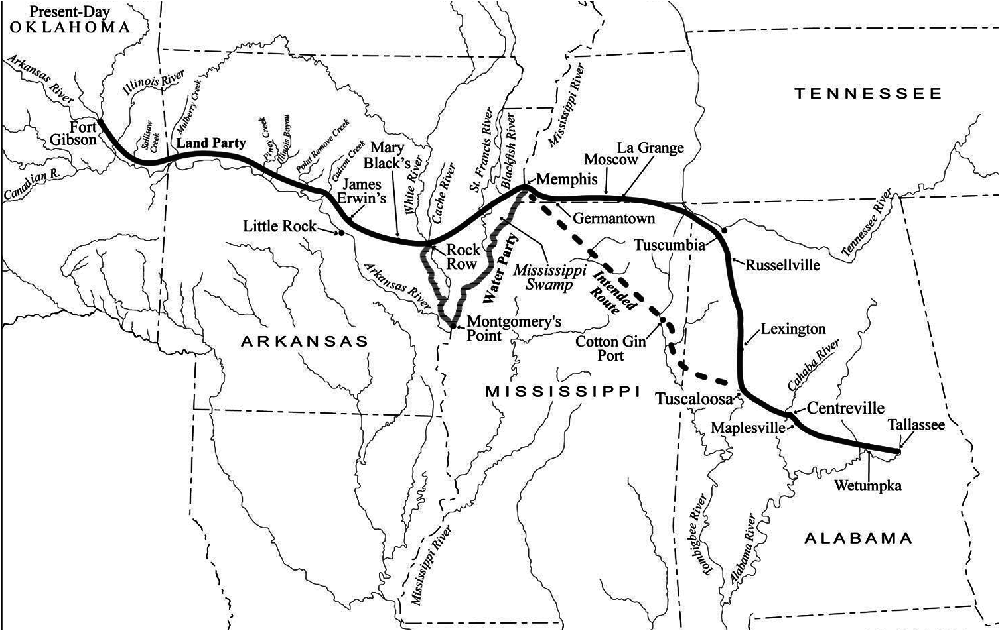 Present-Day
OKLAHOMA
Arkansas River
Illinois River
Mulberry Creek
Sallisaw
Creek
Fort
Gibson
Canadian R.
Land Party
Piney Creek
Illinois Bayou
Point Remove Creek
Cadron Creek
Mary
Black's
James
Erwin's
Little Rock
White River
Cache River
St. Francis River
Blackfish River
Mississippi River
TENNESSEE
La Grange
Moscow
Memphis
Germantown
Tuscumbia
Tennessee River
Russellville
Rock
Row
Water Party
Mississippi
Swamp
Intended
Route
Arkansas River
Montgomery's
Point
ARKANSAS
Cotton Gin
Port
Lexington
MISSISSIPPI
Cahaba River
Tuscaloosa
Centreville
Maplesville
Tallassee
Wetumpka
Mississippi River
Tombigbee River
Alabama River
ALABAMA